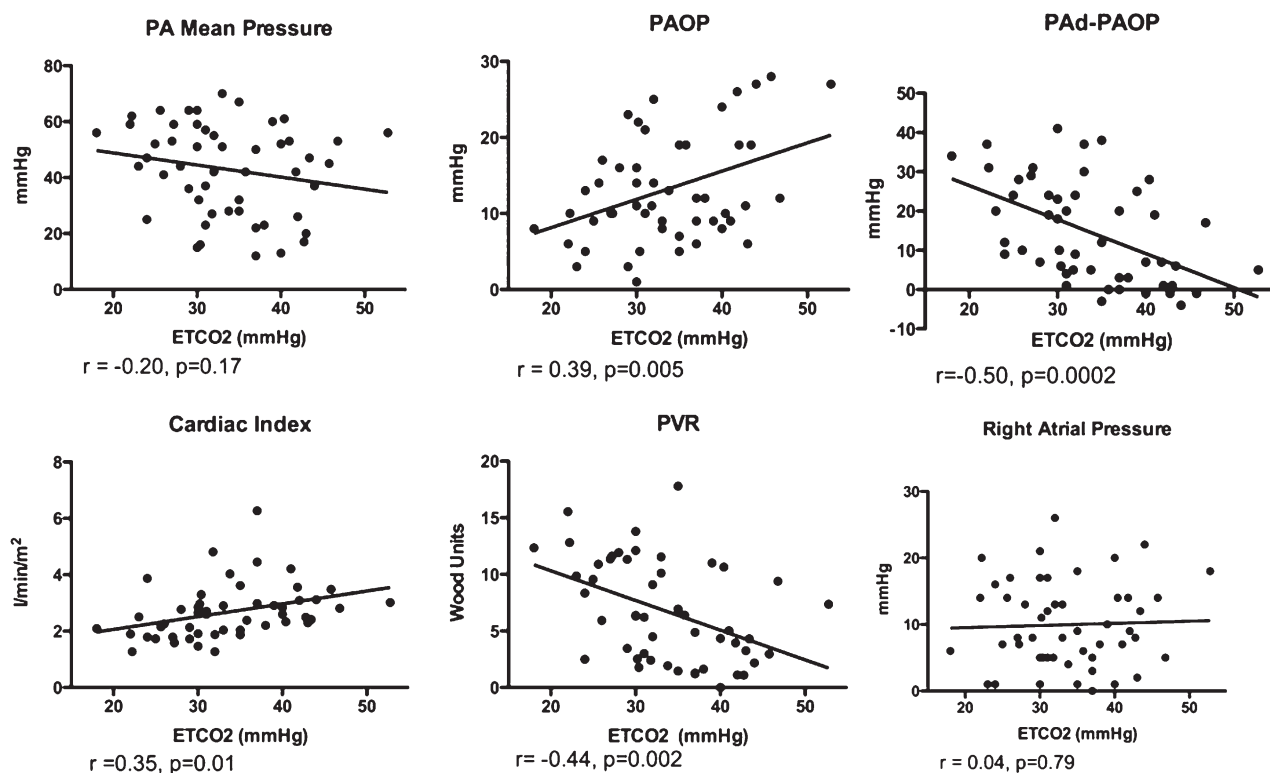 PA Mean Pressure
mmHg
80
60
40
20
0
20 30 40 50
ETCO2 (mmHg)
r = -0.20, p=0.17
PAOP
mmHg
30
20
10
0
20 30 40 50
ETCO2 (mmHg)
r = 0.39, p=0.005
PAd-PAOP
mmHg
50
40
30
20
10
0
-10
20 30 40 50
ETCO2 (mmHg)
r=-0.50, p=0.0002
Cardiac Index
l/min/m²
8
6
4
2
0
20 30 40 50
ETCO2 (mmHg)
r =0.35, p=0.01
PVR
Wood Units
20
15
10
5
0
20 30 40 50
ETCO2 (mmHg)
r= -0.44, p=0.002
Right Atrial Pressure
mmHg
30
20
10
0
20 30 40 50
ETCO2 (mmHg)
r = 0.04, p=0.79